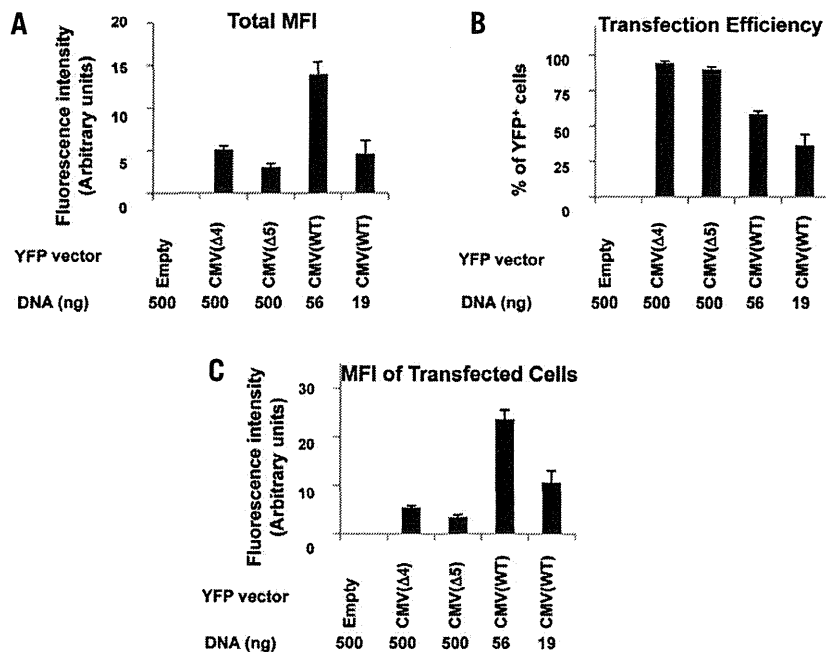 A
Total MFI
Fluorescence intensity
(Arbitrary units)
20
15
10
5
0
YFP vector
Empty
CMV(Δ4)
CMV(Δ5)
CMV(WT)
CMV(WT)
DNA (ng)
500 500 500 56 19
B
Transfection Efficiency
% of YFP⁺ cells
100
75
50
25
0
YFP vector
Empty
CMV(Δ4)
CMV(Δ5)
CMV(WT)
CMV(WT)
DNA (ng)
500 500 500 56 19
C
MFI of Transfected Cells
Fluorescence intensity
(Arbitrary units)
30
20
10
0
YFP vector
Empty
CMV(Δ4)
CMV(Δ5)
CMV(WT)
CMV(WT)
DNA (ng)
500 500 500 56 19